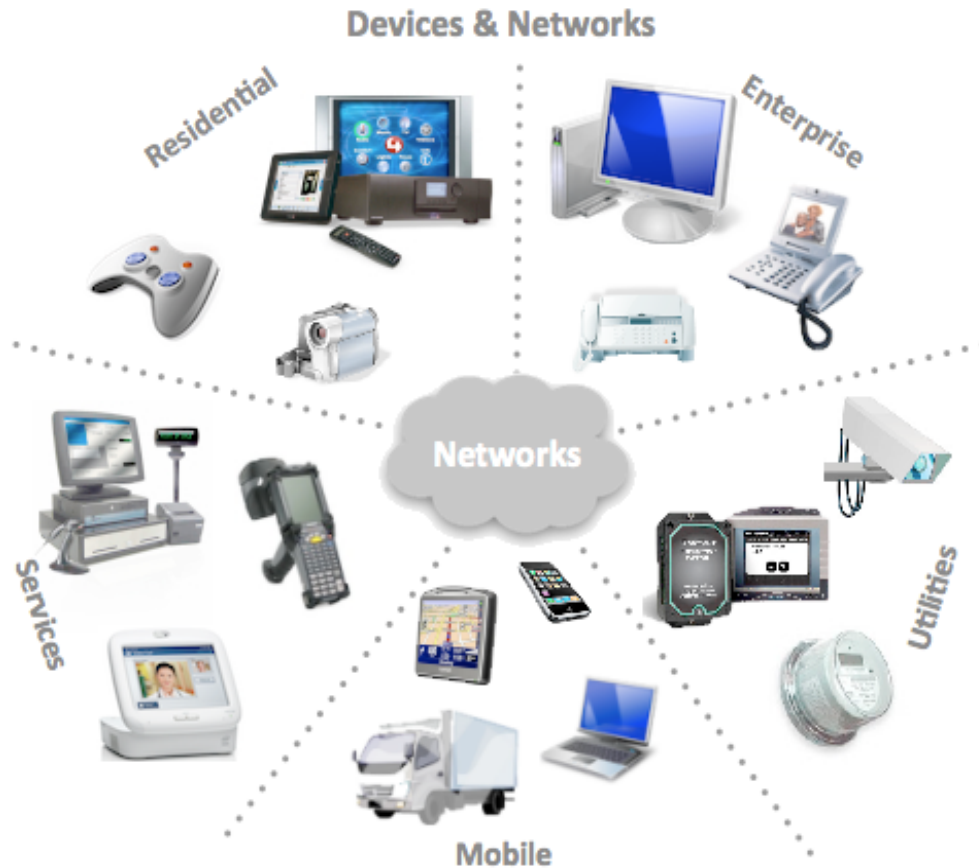 Devices & Networks
Residential
Enterprise
Networks
Services
Utilities
Mobile